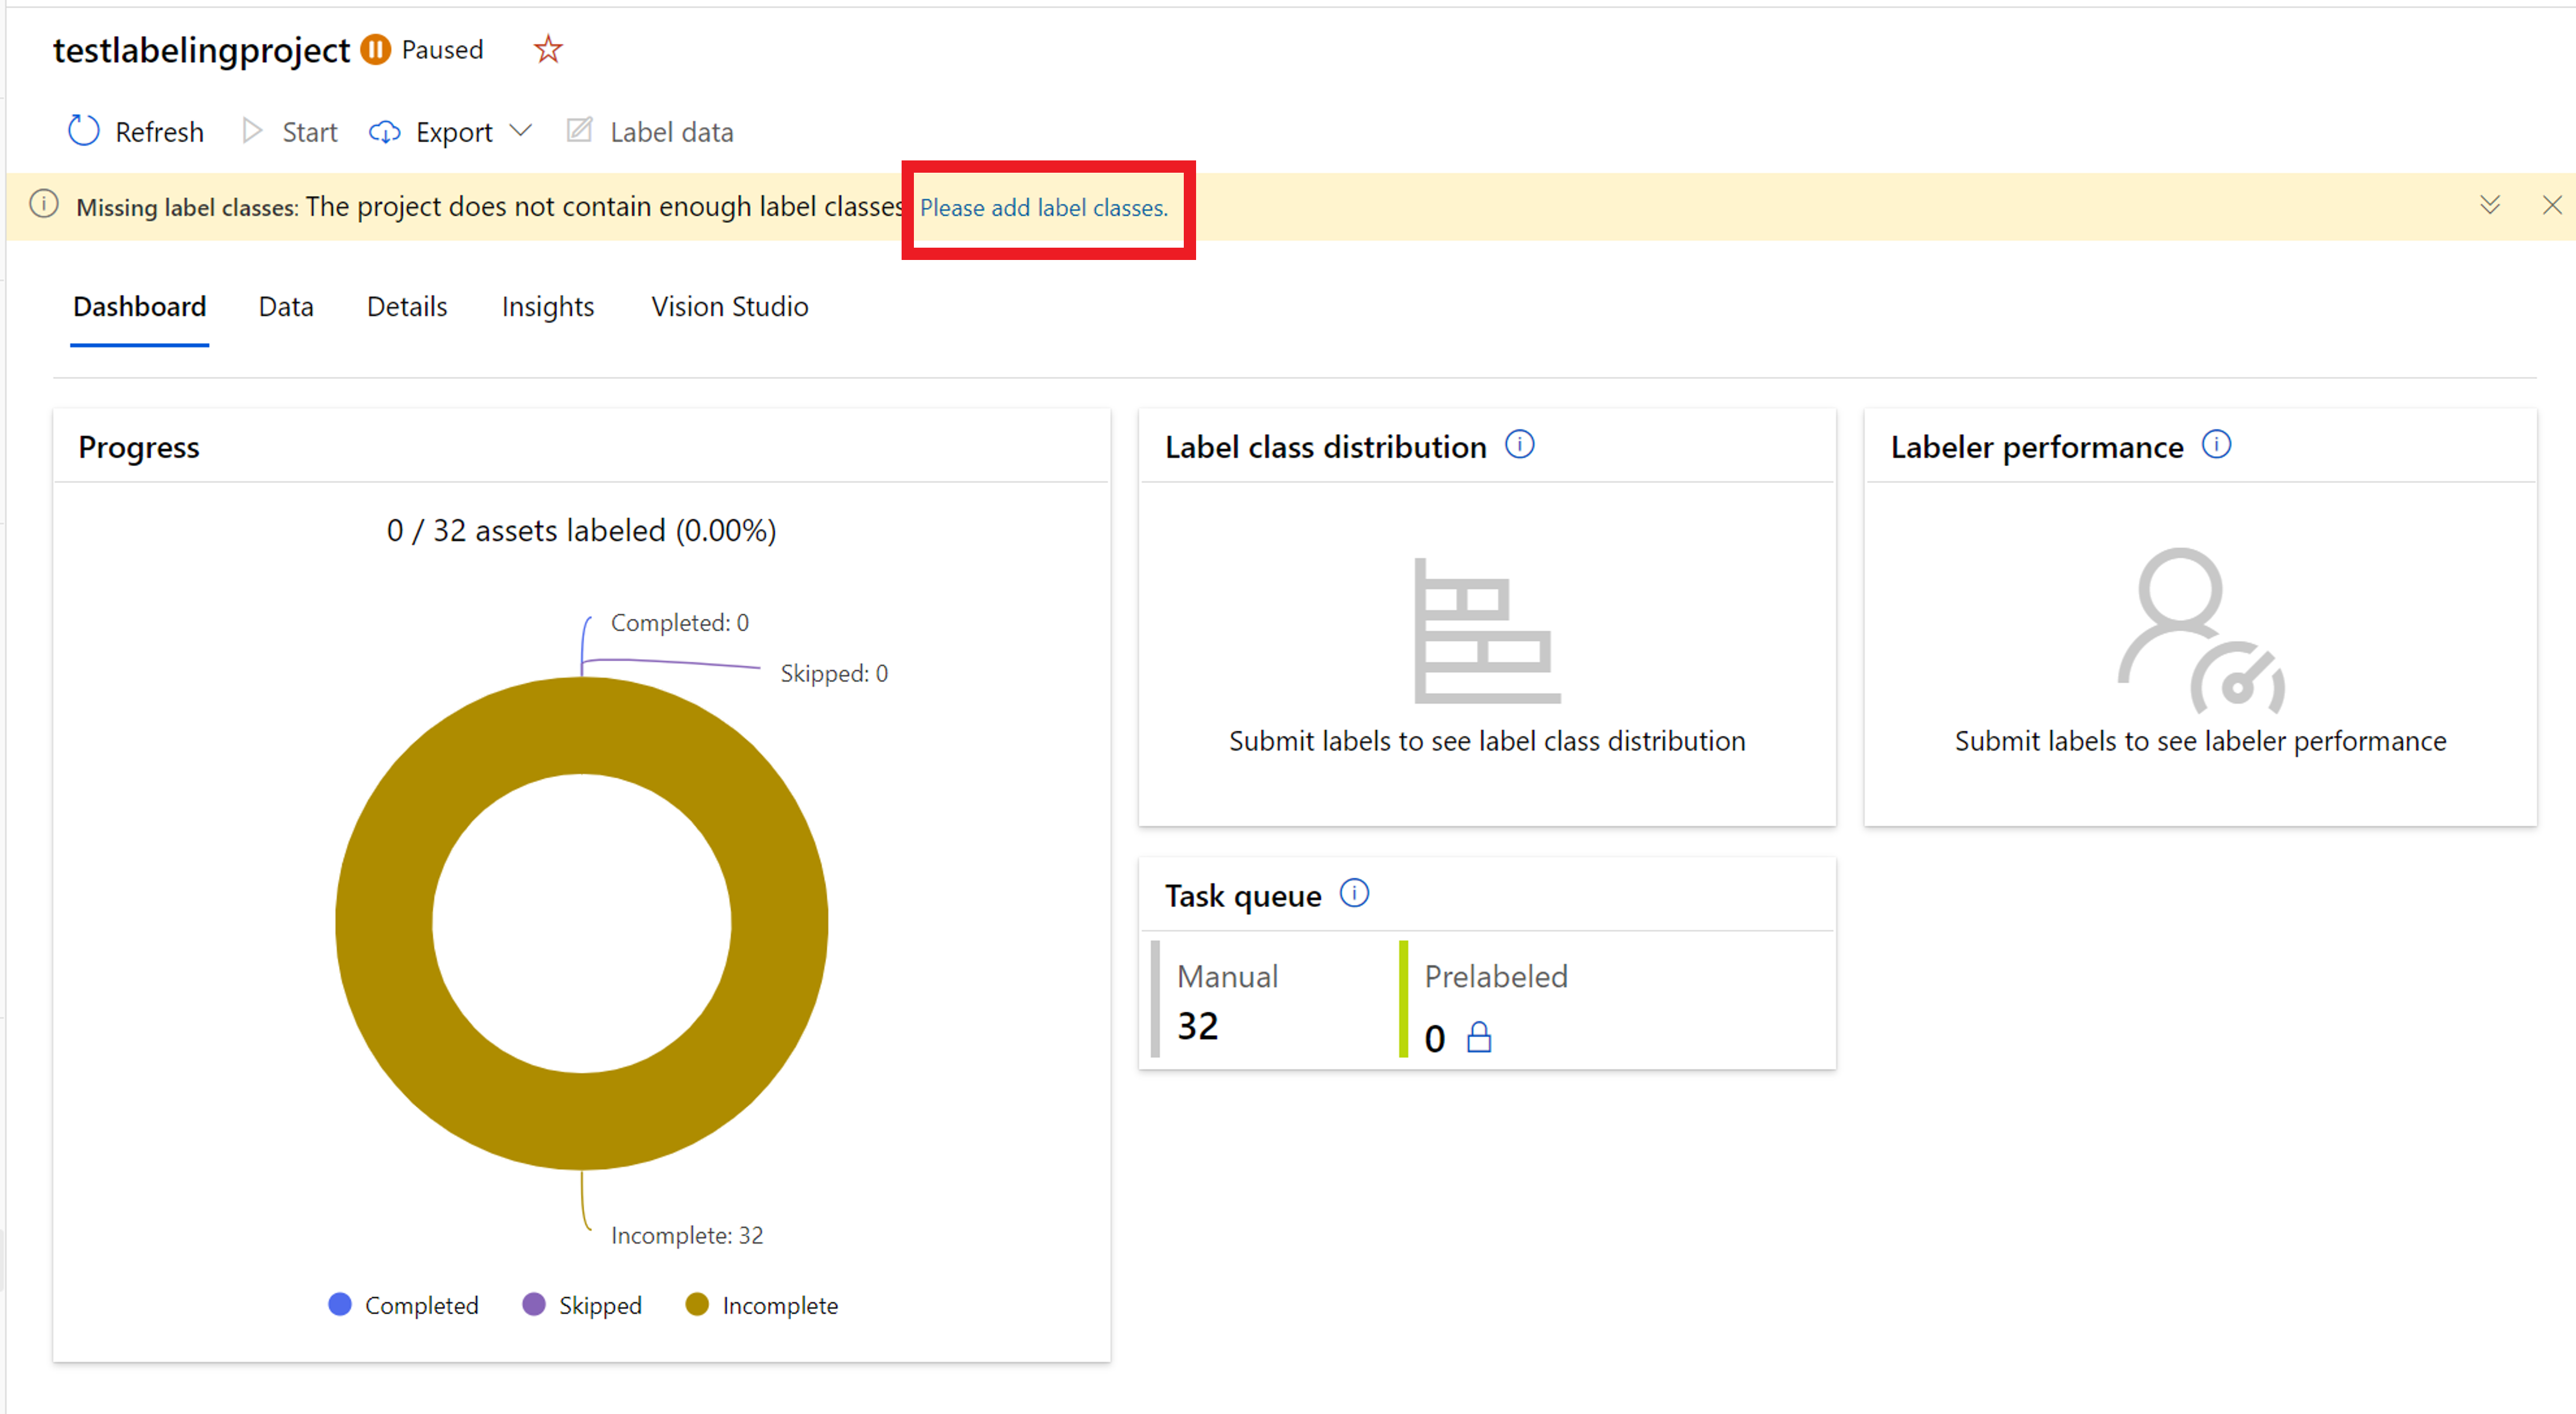 testlabelingproject Paused
Refresh Start Export Label data
Missing label classes: The project does not contain enough label classes Please add label classes.
Dashboard Data Details Insights Vision Studio
Progress
0 / 32 assets labeled (0.00%)
Completed: 0
Skipped: 0
Incomplete: 32
Completed Skipped Incomplete
Label class distribution
Submit labels to see label class distribution
Labeler performance
Submit labels to see labeler performance
Task queue
Manual
32
Prelabeled
0